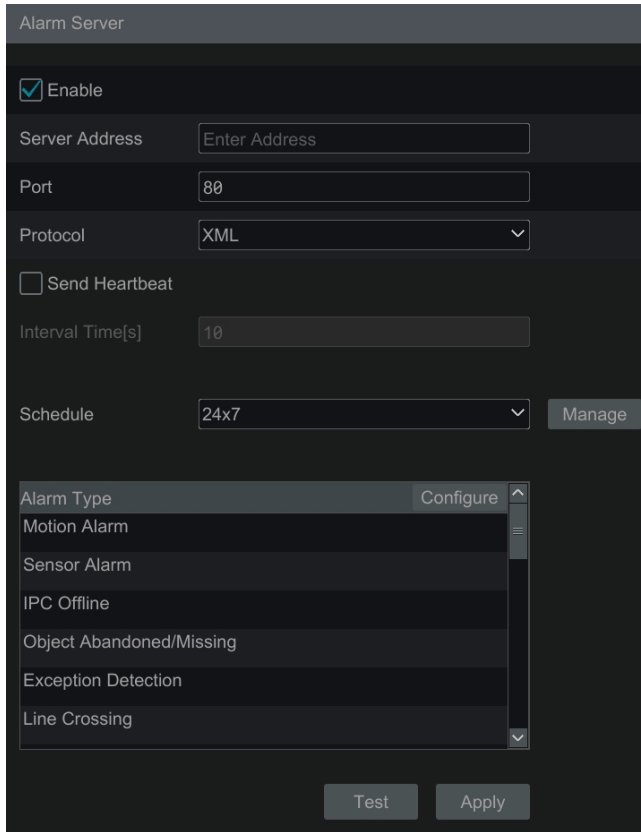 Alarm Server
Enable
Server Address Enter Address
Port 80
Protocol XML
Send Heartbeat
Interval Time[s] 10
Schedule 24x7 Manage
Alarm Type Configure
Motion Alarm
Sensor Alarm
IPC Offline
Object Abandoned/Missing
Exception Detection
Line Crossing
Test Apply